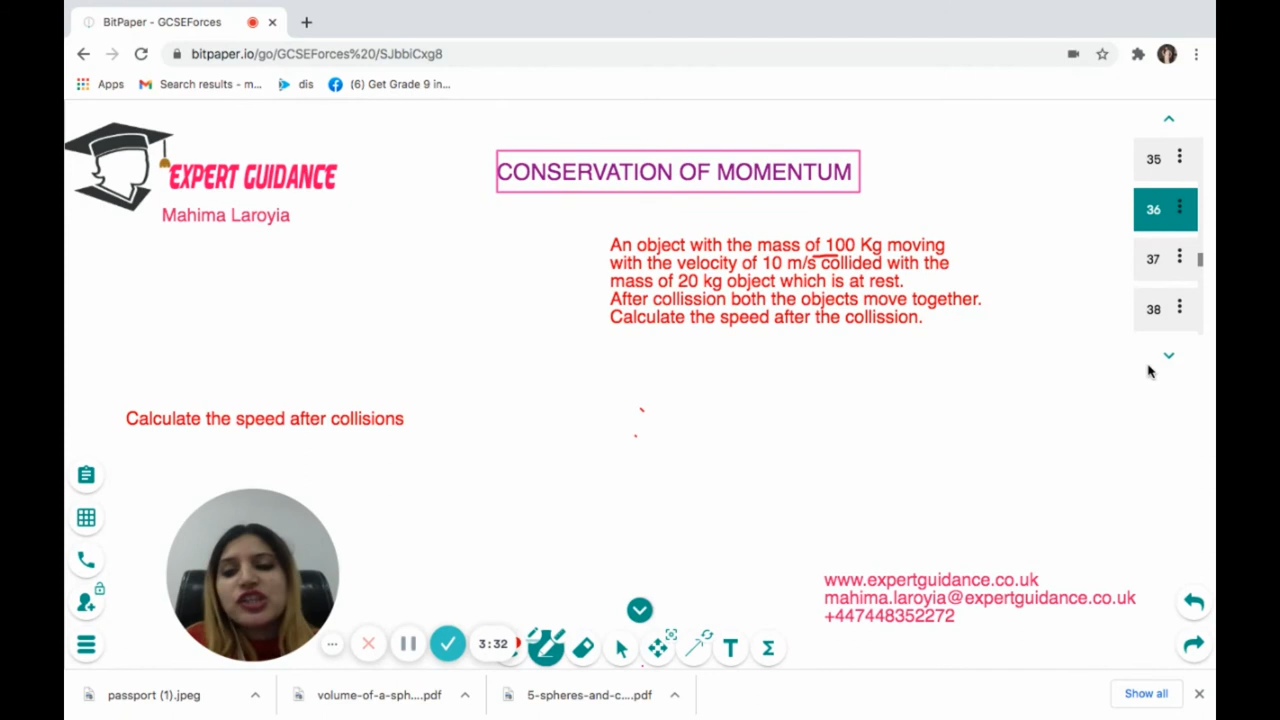 BitPaper - GCSEForces
bitpaper.io/go/GCSEForces%20/SJbbiCxg8
Apps
Search results - m...
dis
(6) Get Grade 9 in...
EXPERT GUIDANCE
Mahima Laroyia
CONSERVATION OF MOMENTUM
An object with the mass of 100 Kg moving
with the velocity of 10 m/s collided with the
mass of 20 kg object which is at rest.
After collission both the objects move together.
Calculate the speed after the collission.
35
36
37
38
Calculate the speed after collisions
www.expertguidance.co.uk
mahima.laroyia@expertguidance.co.uk
+447448352272
3:32
T
Σ
passport (1).jpeg
volume-of-a-sph....pdf
5-spheres-and-c....pdf
Show all